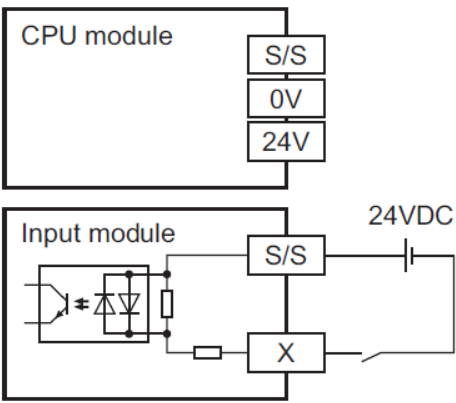 CPU module
S/S
0V
24V
24VDC
Input module
S/S
X